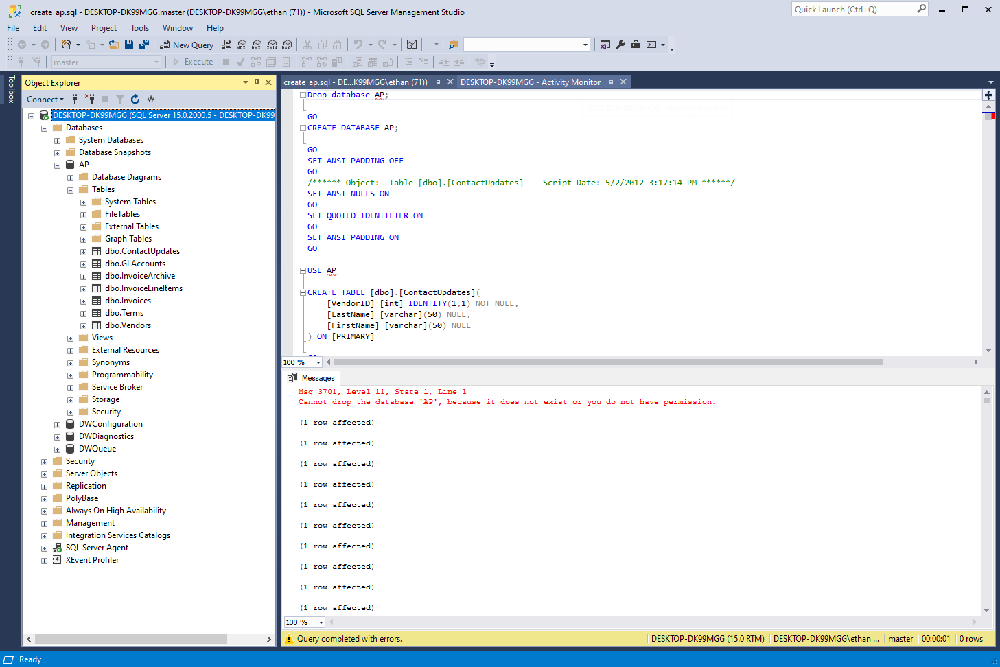 create_ap.sql - DESKTOP-DK99MGG.master (DESKTOP-DK99MGG\ethan (71)) - Microsoft SQL Server Management Studio
Quick Launch (Ctrl+Q)
File Edit View Project Tools Window Help
New Query
MDX DMX XMLA DAX
master
Execute
Toolbox
Object Explorer
Connect
DESKTOP-DK99MGG (SQL Server 15.0.2000.5 - DESKTOP-DK99
Databases
System Databases
Database Snapshots
AP
Database Diagrams
Tables
System Tables
FileTables
External Tables
Graph Tables
dbo.ContactUpdates
dbo.GLAccounts
dbo.InvoiceArchive
dbo.InvoiceLineItems
dbo.Invoices
dbo.Terms
dbo.Vendors
Views
External Resources
Synonyms
Programmability
Service Broker
Storage
Security
DWConfiguration
DWDiagnostics
DWQueue
Security
Server Objects
Replication
PolyBase
Always On High Availability
Management
Integration Services Catalogs
SQL Server Agent
XEvent Profiler
create_ap.sql - DE...K99MGG\ethan (71))
DESKTOP-DK99MGG - Activity Monitor
Drop database AP;
GO
CREATE DATABASE AP;
GO
SET ANSI_PADDING OFF
GO
/****** Object:  Table [dbo].[ContactUpdates]    Script Date: 5/2/2012 3:17:14 PM ******/
SET ANSI_NULLS ON
GO
SET QUOTED_IDENTIFIER ON
GO
SET ANSI_PADDING ON
GO
USE AP
CREATE TABLE [dbo].[ContactUpdates](
[VendorID] [int] IDENTITY(1,1) NOT NULL,
[LastName] [varchar](50) NULL,
[FirstName] [varchar](50) NULL
) ON [PRIMARY]
100 %
Messages
Msg 3701, Level 11, State 1, Line 1
Cannot drop the database 'AP', because it does not exist or you do not have permission.
(1 row affected)
(1 row affected)
(1 row affected)
(1 row affected)
(1 row affected)
(1 row affected)
(1 row affected)
(1 row affected)
(1 row affected)
(1 row affected)
100 %
Query completed with errors.
DESKTOP-DK99MGG (15.0 RTM)
DESKTOP-DK99MGG\ethan ...
master
00:00:01
0 rows
Ready